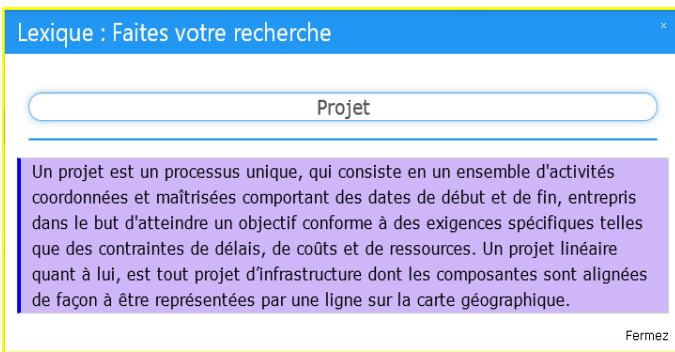 Lexique : Faites votre recherche
×
Projet
Un projet est un processus unique, qui consiste en un ensemble d'activités
coordonnées et maîtrisées comportant des dates de début et de fin, entrepris
dans le but d'atteindre un objectif conforme à des exigences spécifiques telles
que des contraintes de délais, de coûts et de ressources. Un projet linéaire
quant à lui, est tout projet d’infrastructure dont les composantes sont alignées
de façon à être représentées par une ligne sur la carte géographique.
Fermez